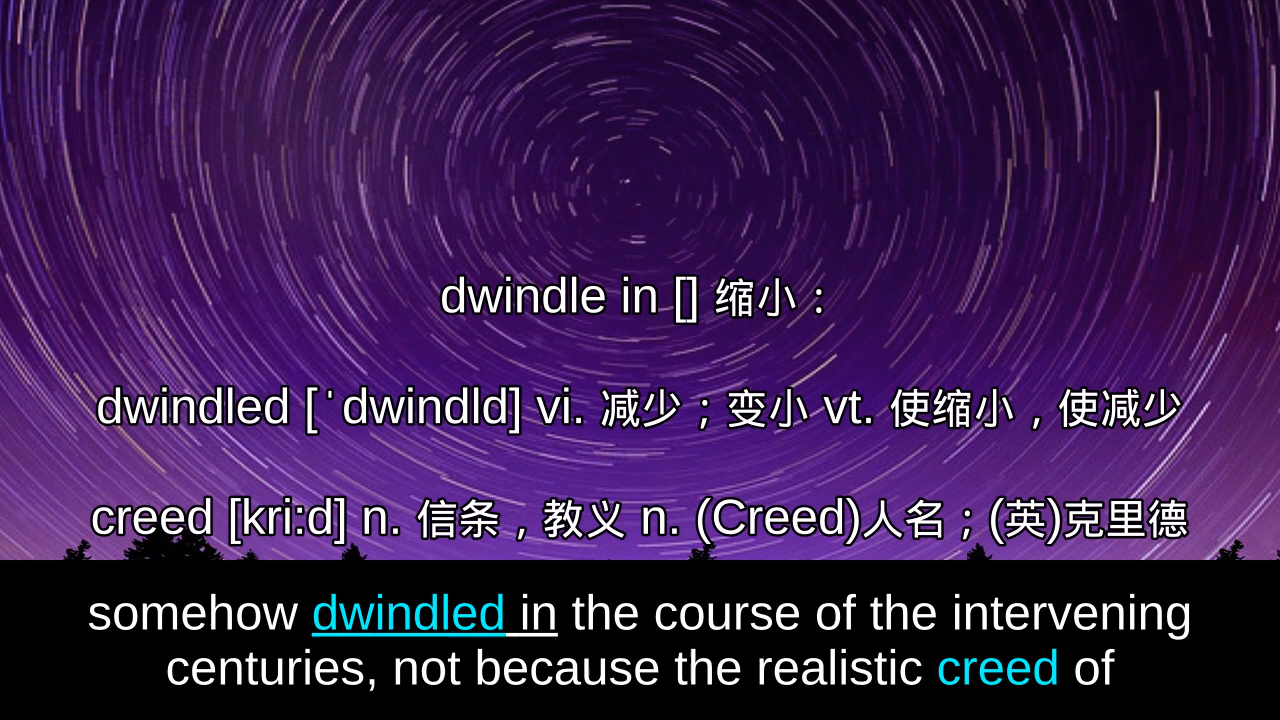 dwindle in [] 缩小：
dwindled [ˈdwindld] vi. 减少；变小 vt. 使缩小，使减少
creed [kri:d] n. 信条，教义 n. (Creed)人名；(英)克里德
somehow dwindled in the course of the intervening
centuries, not because the realistic creed of